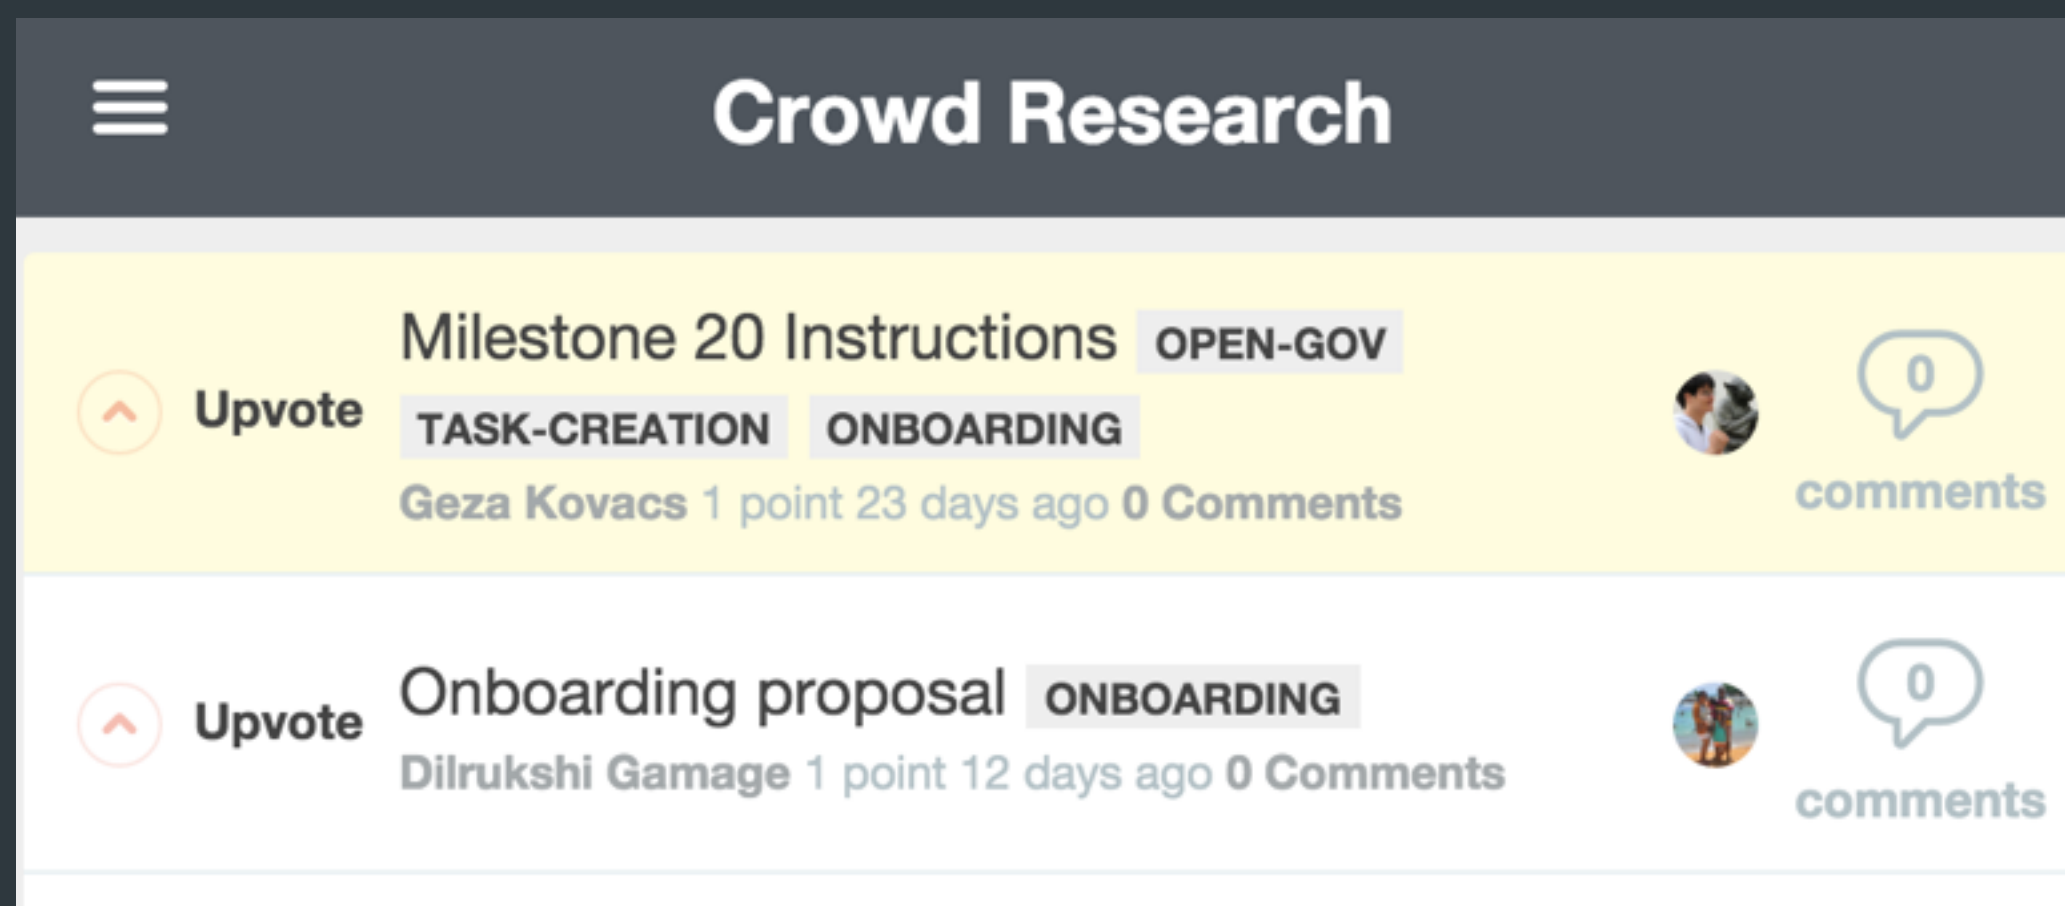 Crowd Research
Milestone 20 Instructions OPEN-GOV
Upvote
TASK-CREATION ONBOARDING
Geza Kovacs 1 point 23 days ago 0 Comments
0
comments
Onboarding proposal ONBOARDING
Upvote
Dilrukshi Gamage 1 point 12 days ago 0 Comments
0
comments